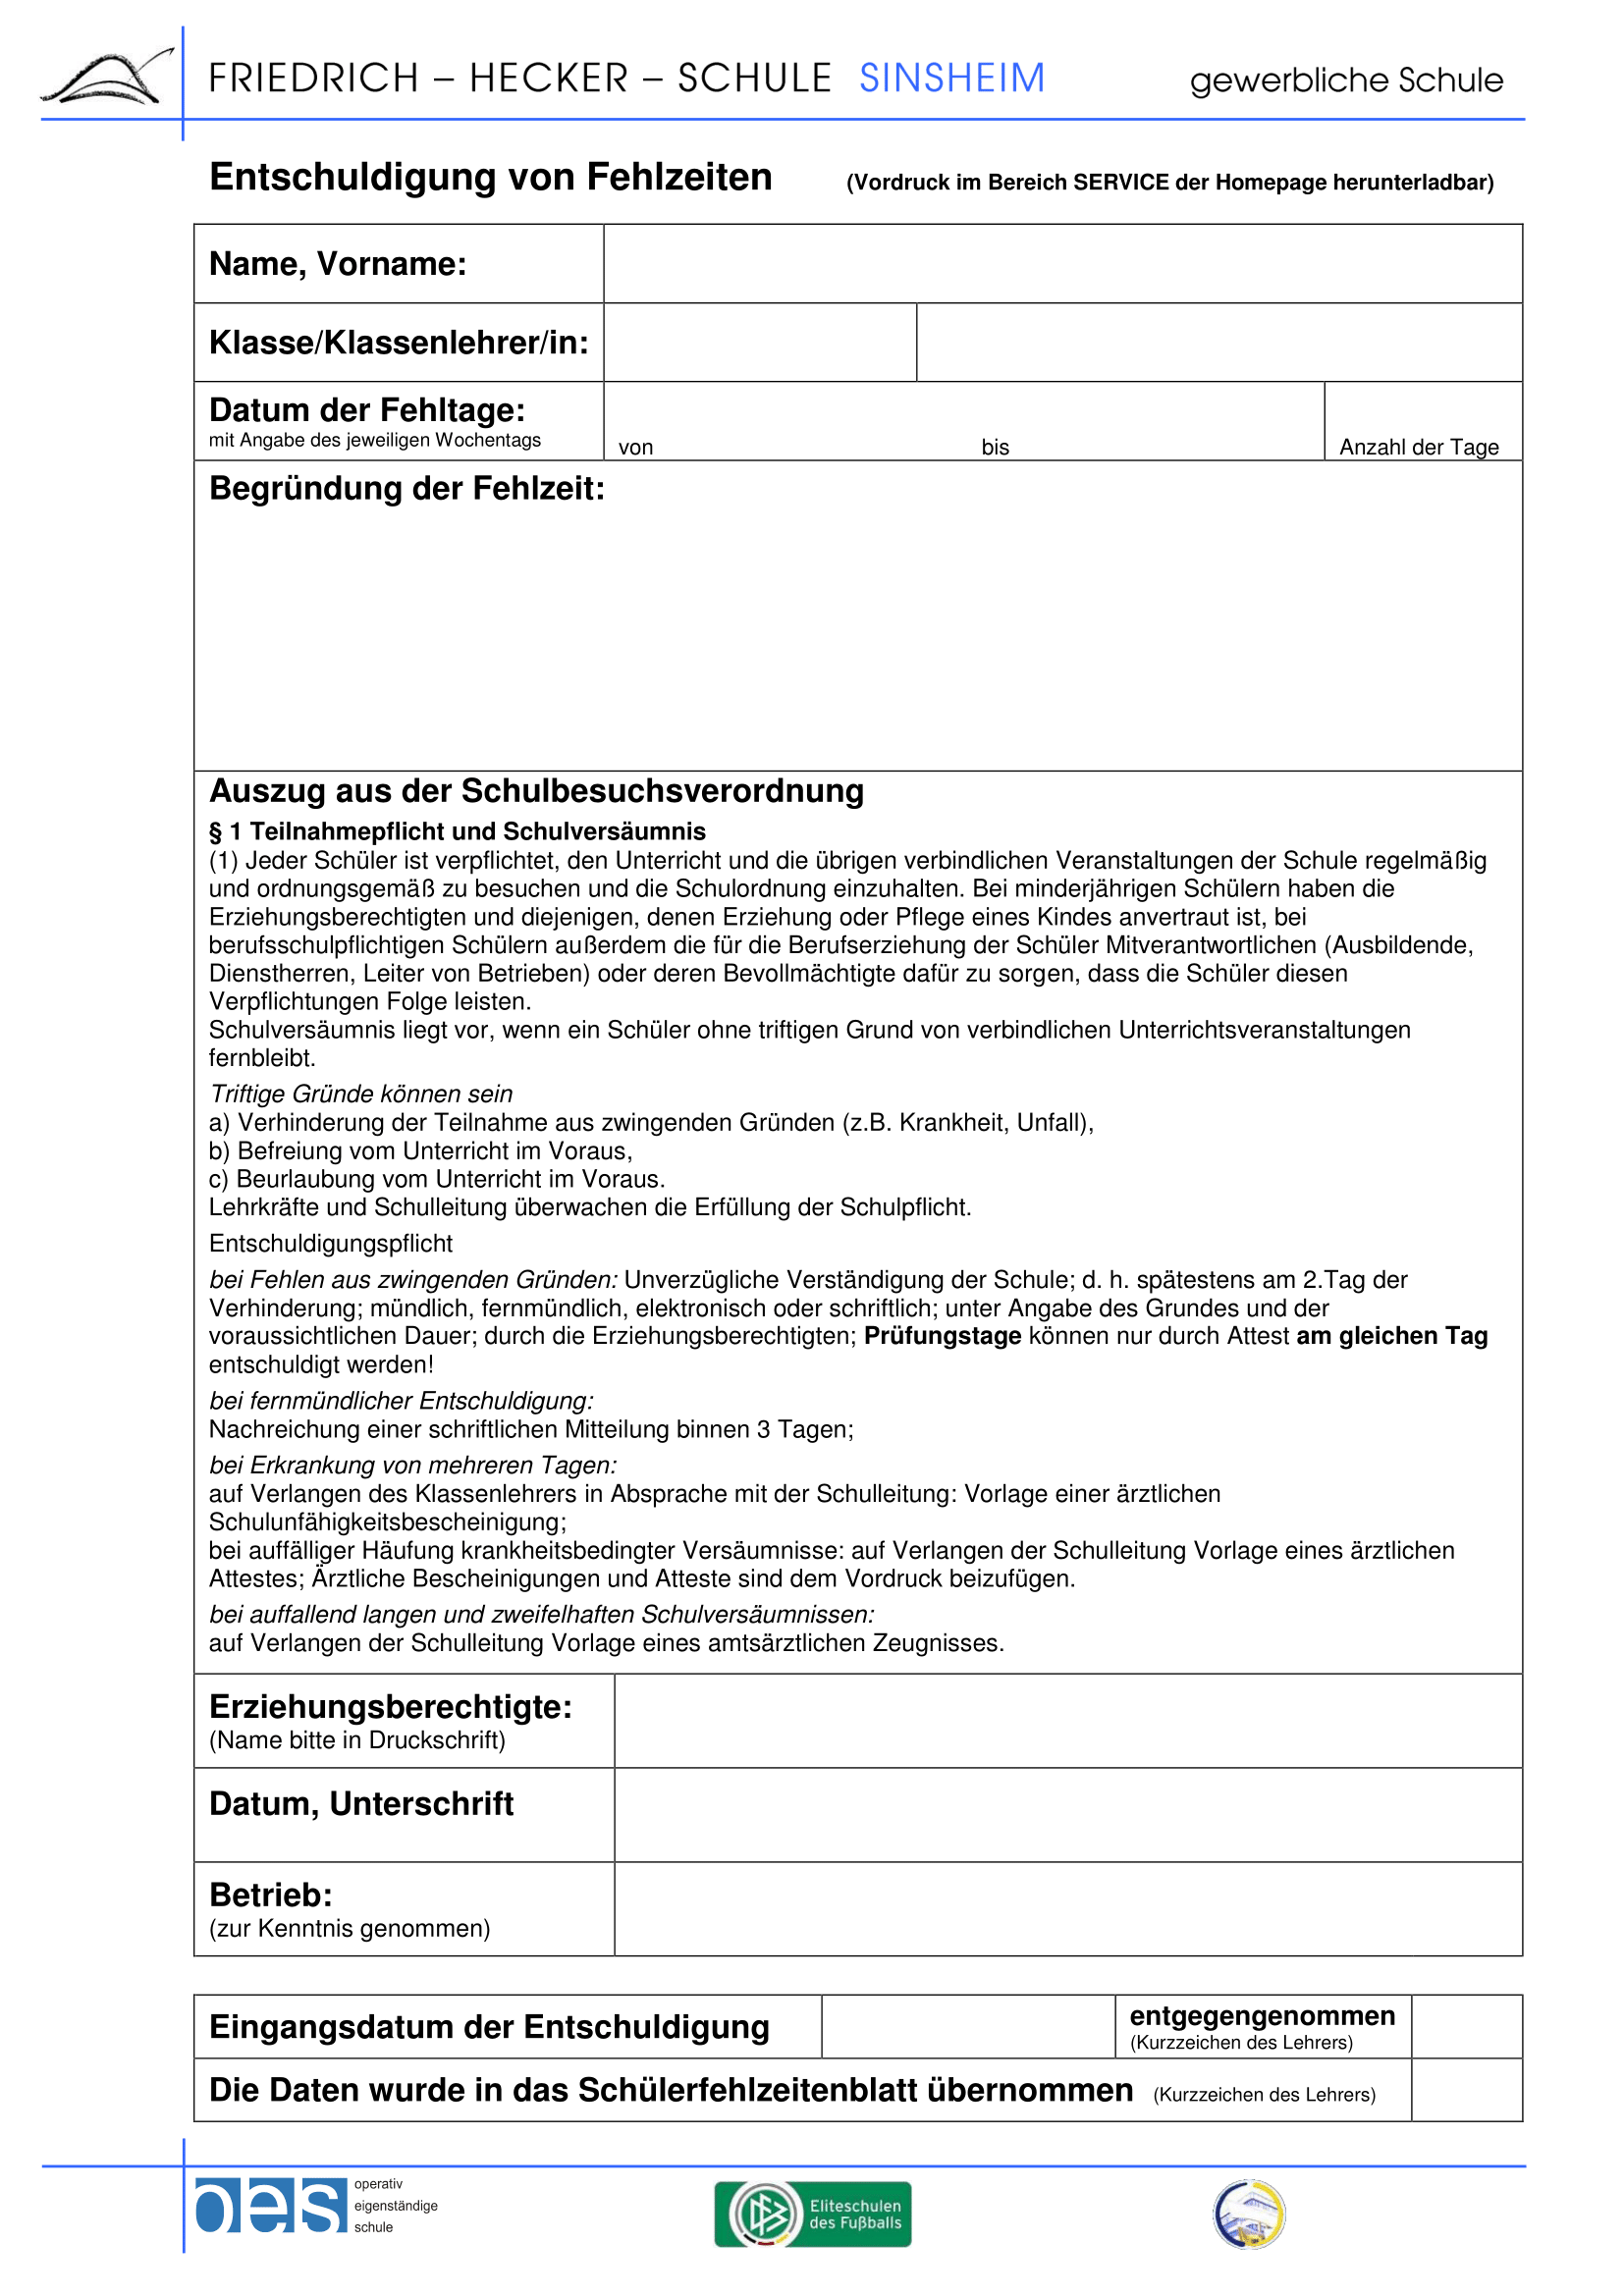 FRIEDRICH – HECKER – SCHULE SINSHEIM gewerbliche Schule
Entschuldigung von Fehlzeiten (Vordruck im Bereich SERVICE der Homepage herunterladbar)
Name, Vorname:
Klasse/Klassenlehrer/in:
Datum der Fehltage:
mit Angabe des jeweiligen Wochentags
von bis Anzahl der Tage
Begründung der Fehlzeit:
Auszug aus der Schulbesuchsverordnung
§ 1 Teilnahmepflicht und Schulversäumnis
(1) Jeder Schüler ist verpflichtet, den Unterricht und die übrigen verbindlichen Veranstaltungen der Schule regelmäßig
und ordnungsgemäß zu besuchen und die Schulordnung einzuhalten. Bei minderjährigen Schülern haben die
Erziehungsberechtigten und diejenigen, denen Erziehung oder Pflege eines Kindes anvertraut ist, bei
berufsschulpflichtigen Schülern außerdem die für die Berufserziehung der Schüler Mitverantwortlichen (Ausbildende,
Dienstherren, Leiter von Betrieben) oder deren Bevollmächtigte dafür zu sorgen, dass die Schüler diesen
Verpflichtungen Folge leisten.
Schulversäumnis liegt vor, wenn ein Schüler ohne triftigen Grund von verbindlichen Unterrichtsveranstaltungen
fernbleibt.
Triftige Gründe können sein
a) Verhinderung der Teilnahme aus zwingenden Gründen (z.B. Krankheit, Unfall),
b) Befreiung vom Unterricht im Voraus,
c) Beurlaubung vom Unterricht im Voraus.
Lehrkräfte und Schulleitung überwachen die Erfüllung der Schulpflicht.
Entschuldigungspflicht
bei Fehlen aus zwingenden Gründen: Unverzügliche Verständigung der Schule; d. h. spätestens am 2.Tag der
Verhinderung; mündlich, fernmündlich, elektronisch oder schriftlich; unter Angabe des Grundes und der
voraussichtlichen Dauer; durch die Erziehungsberechtigten; Prüfungstage können nur durch Attest am gleichen Tag
entschuldigt werden!
bei fernmündlicher Entschuldigung:
Nachreichung einer schriftlichen Mitteilung binnen 3 Tagen;
bei Erkrankung von mehreren Tagen:
auf Verlangen des Klassenlehrers in Absprache mit der Schulleitung: Vorlage einer ärztlichen
Schulunfähigkeitsbescheinigung;
bei auffälliger Häufung krankheitsbedingter Versäumnisse: auf Verlangen der Schulleitung Vorlage eines ärztlichen
Attestes; Ärztliche Bescheinigungen und Atteste sind dem Vordruck beizufügen.
bei auffallend langen und zweifelhaften Schulversäumnissen:
auf Verlangen der Schulleitung Vorlage eines amtsärztlichen Zeugnisses.
Erziehungsberechtigte:
(Name bitte in Druckschrift)
Datum, Unterschrift
Betrieb:
(zur Kenntnis genommen)
Eingangsdatum der Entschuldigung entgegengenommen
(Kurzzeichen des Lehrers)
Die Daten wurde in das Schülerfehlzeitenblatt übernommen (Kurzzeichen des Lehrers)
oes operativ
eigenständige
schule
DFB Eliteschulen
des Fußballs